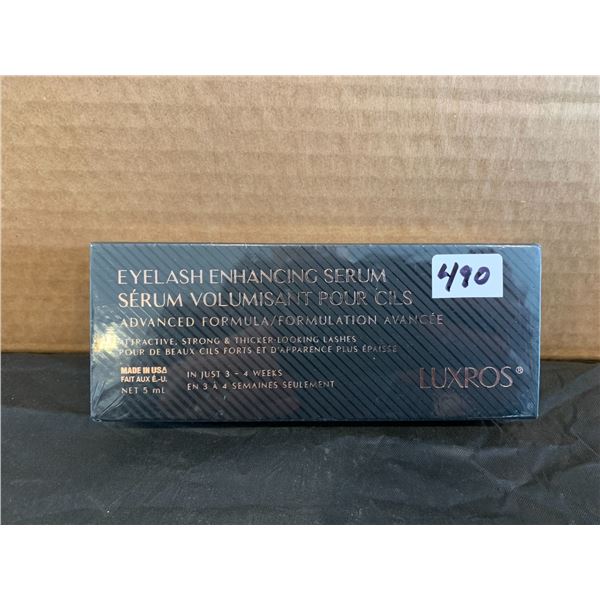 EYELASH ENHANCING SERUM
490
SÉRUM VOLUMISANT POUR CILS
ADVANCED FORMULA/FORMULATION AVANCÉE
ATTRACTIVE, STRONG & THICKER-LOOKING LASHES
POUR DE BEAUX CILS FORTS ET D'APPARENCE PLUS ÉPAISSE
MADE IN USA
FAIT AUX É.-U.
NET 5 mL
IN JUST 3 - 4 WEEKS
EN 3 À 4 SEMAINES SEULEMENT
LUXROS®